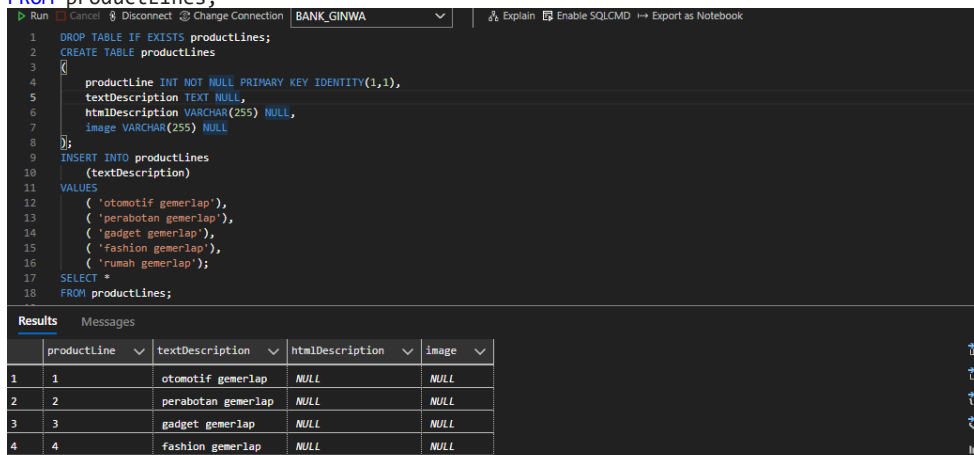 FROM productLines;
Run Cancel Disconnect Change Connection BANK_GINWA Explain Enable SQLCMD Export as Notebook
1 DROP TABLE IF EXISTS productLines;
2 CREATE TABLE productLines
3 (
4 productLine INT NOT NULL PRIMARY KEY IDENTITY(1,1),
5 textDescription TEXT NULL,
6 htmlDescription VARCHAR(255) NULL,
7 image VARCHAR(255) NULL
8 );
9 INSERT INTO productLines
10 (textDescription)
11 VALUES
12 ( 'otomotif gemerlap'),
13 ( 'perabotan gemerlap'),
14 ( 'gadget gemerlap'),
15 ( 'fashion gemerlap'),
16 ( 'rumah gemerlap');
17 SELECT *
18 FROM productLines;
Results Messages
productLine textDescription htmlDescription image
1 1 otomotif gemerlap NULL NULL
2 2 perabotan gemerlap NULL NULL
3 3 gadget gemerlap NULL NULL
4 4 fashion gemerlap NULL NULL